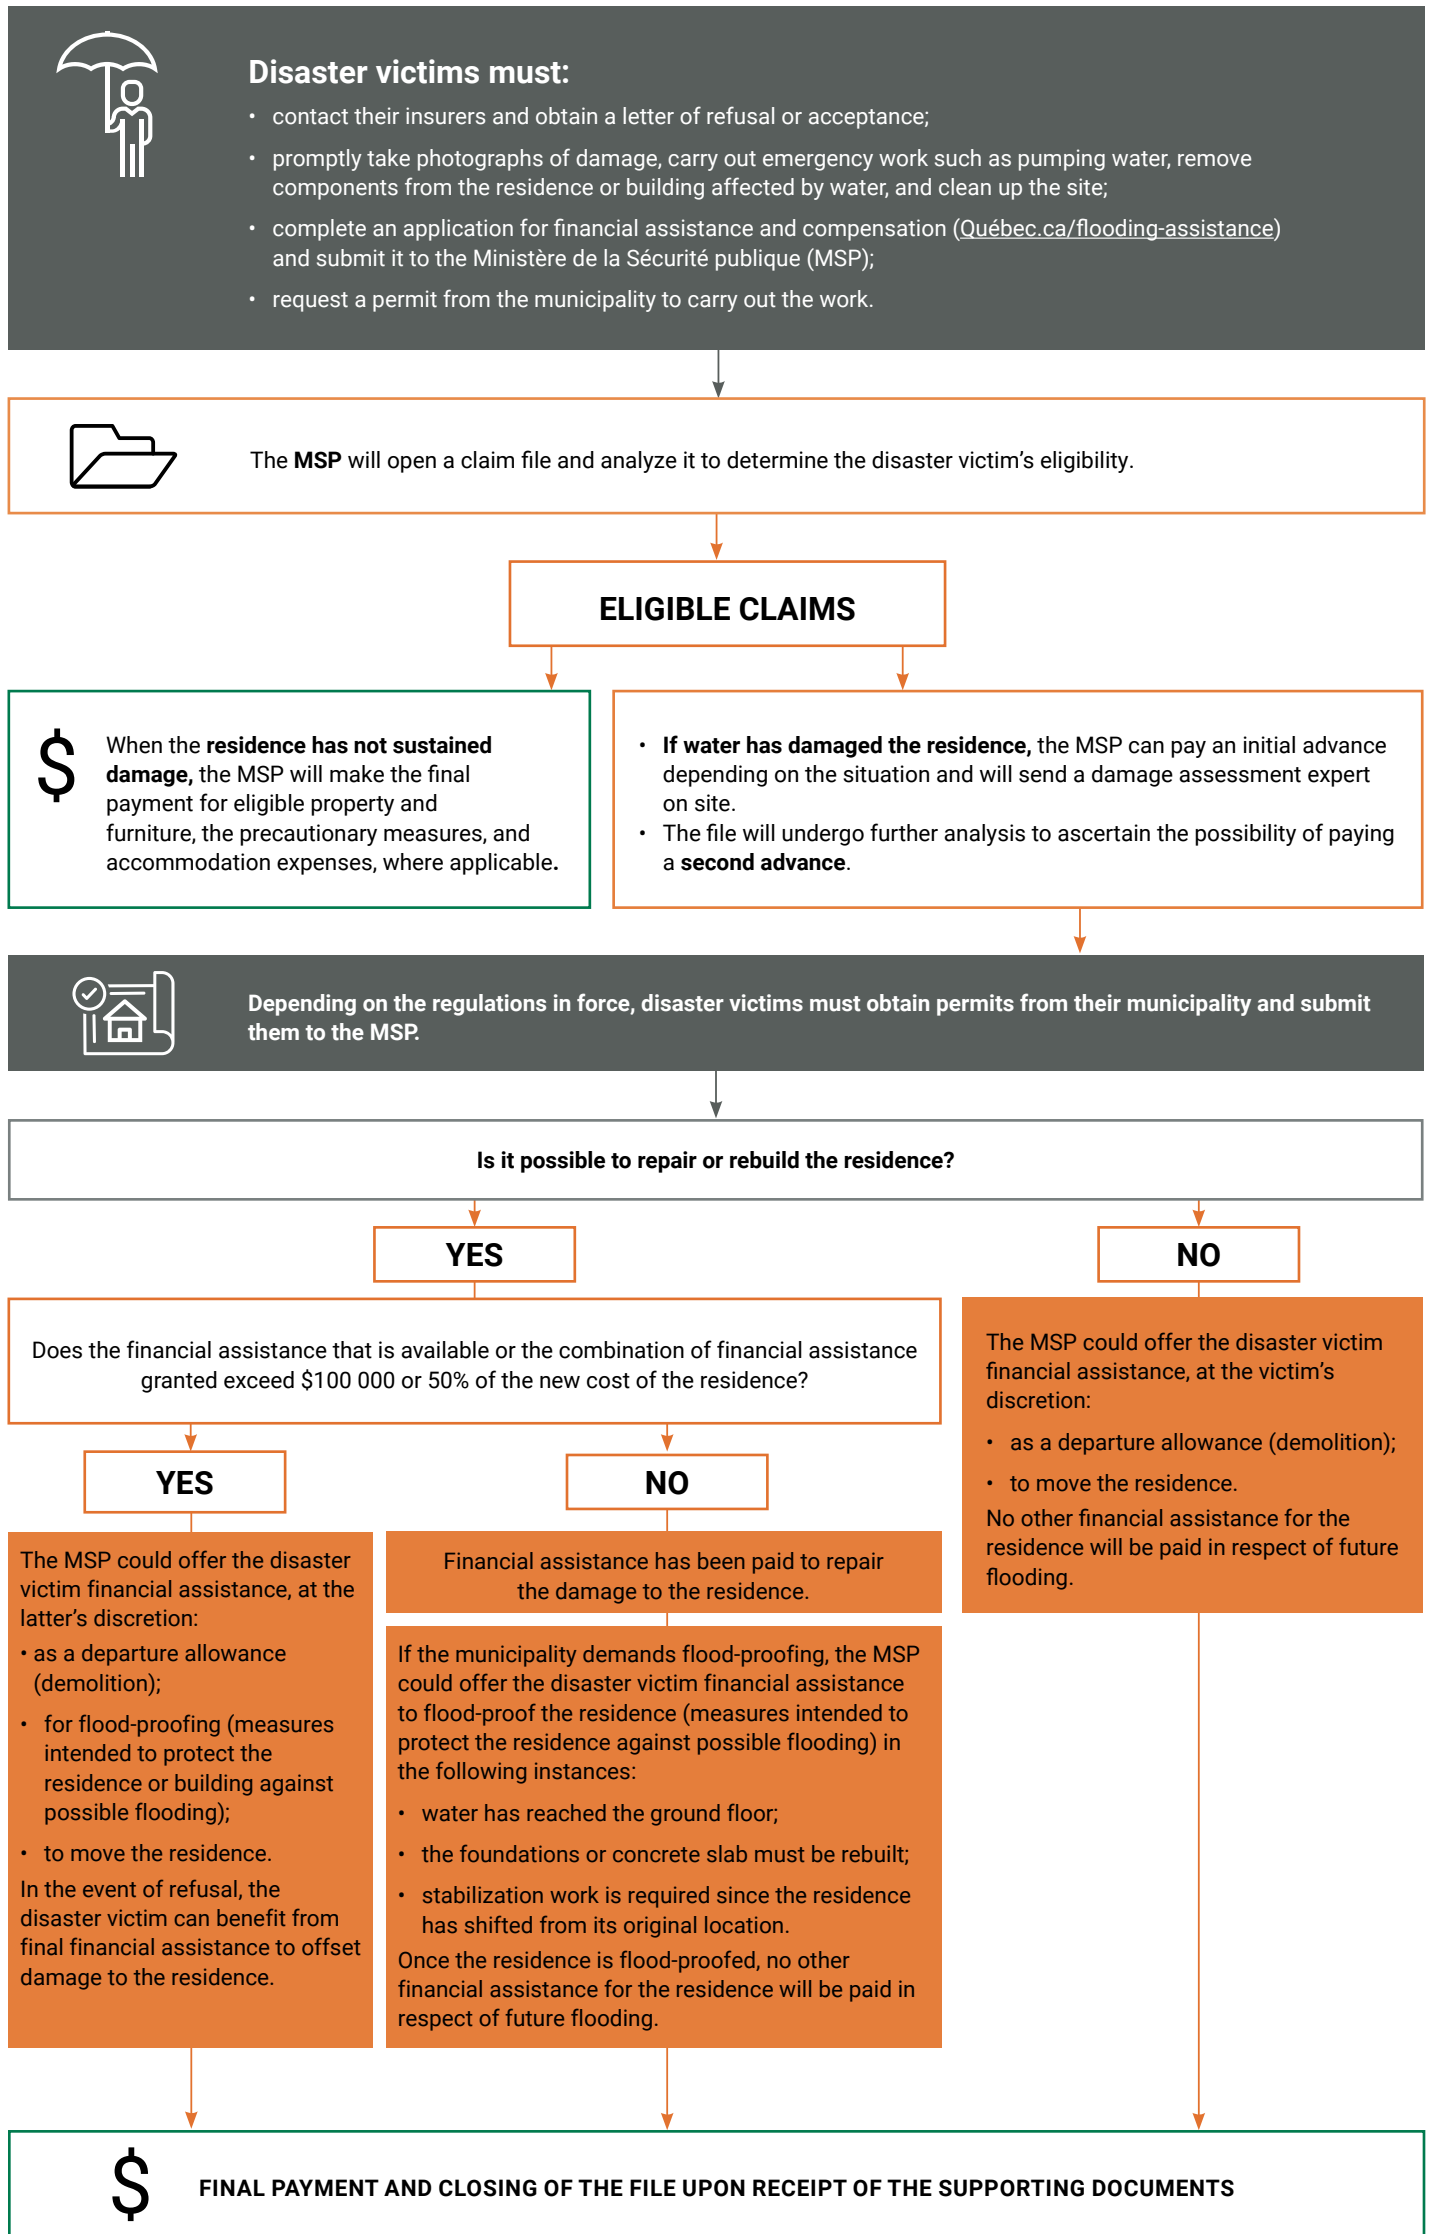 Disaster victims must:
• contact their insurers and obtain a letter of refusal or acceptance;
• promptly take photographs of damage, carry out emergency work such as pumping water, remove
components from the residence or building affected by water, and clean up the site;
• complete an application for financial assistance and compensation (Québec.ca/flooding-assistance)
and submit it to the Ministère de la Sécurité publique (MSP);
• request a permit from the municipality to carry out the work.
The MSP will open a claim file and analyze it to determine the disaster victim's eligibility.
ELIGIBLE CLAIMS
$
When the residence has not sustained
damage, the MSP will make the final
payment for eligible property and
furniture, the precautionary measures, and
accommodation expenses, where applicable.
• If water has damaged the residence, the MSP can pay an initial advance
depending on the situation and will send a damage assessment expert
on site.
• The file will undergo further analysis to ascertain the possibility of paying
a second advance.
Depending on the regulations in force, disaster victims must obtain permits from their municipality and submit
them to the MSP.
Is it possible to repair or rebuild the residence?
YES
NO
Does the financial assistance that is available or the combination of financial assistance
granted exceed $100 000 or 50% of the new cost of the residence?
YES
NO
The MSP could offer the disaster
victim financial assistance, at the
latter's discretion:
• as a departure allowance
(demolition);
• for flood-proofing (measures
intended to protect the
residence or building against
possible flooding);
• to move the residence.
In the event of refusal, the
disaster victim can benefit from
final financial assistance to offset
damage to the residence.
Financial assistance has been paid to repair
the damage to the residence.
If the municipality demands flood-proofing, the MSP
could offer the disaster victim financial assistance
to flood-proof the residence (measures intended to
protect the residence against possible flooding) in
the following instances:
• water has reached the ground floor;
• the foundations or concrete slab must be rebuilt;
• stabilization work is required since the residence
has shifted from its original location.
Once the residence is flood-proofed, no other
financial assistance for the residence will be paid in
respect of future flooding.
The MSP could offer the disaster victim
financial assistance, at the victim's
discretion:
• as a departure allowance (demolition);
• to move the residence.
No other financial assistance for the
residence will be paid in respect of future
flooding.
$
FINAL PAYMENT AND CLOSING OF THE FILE UPON RECEIPT OF THE SUPPORTING DOCUMENTS